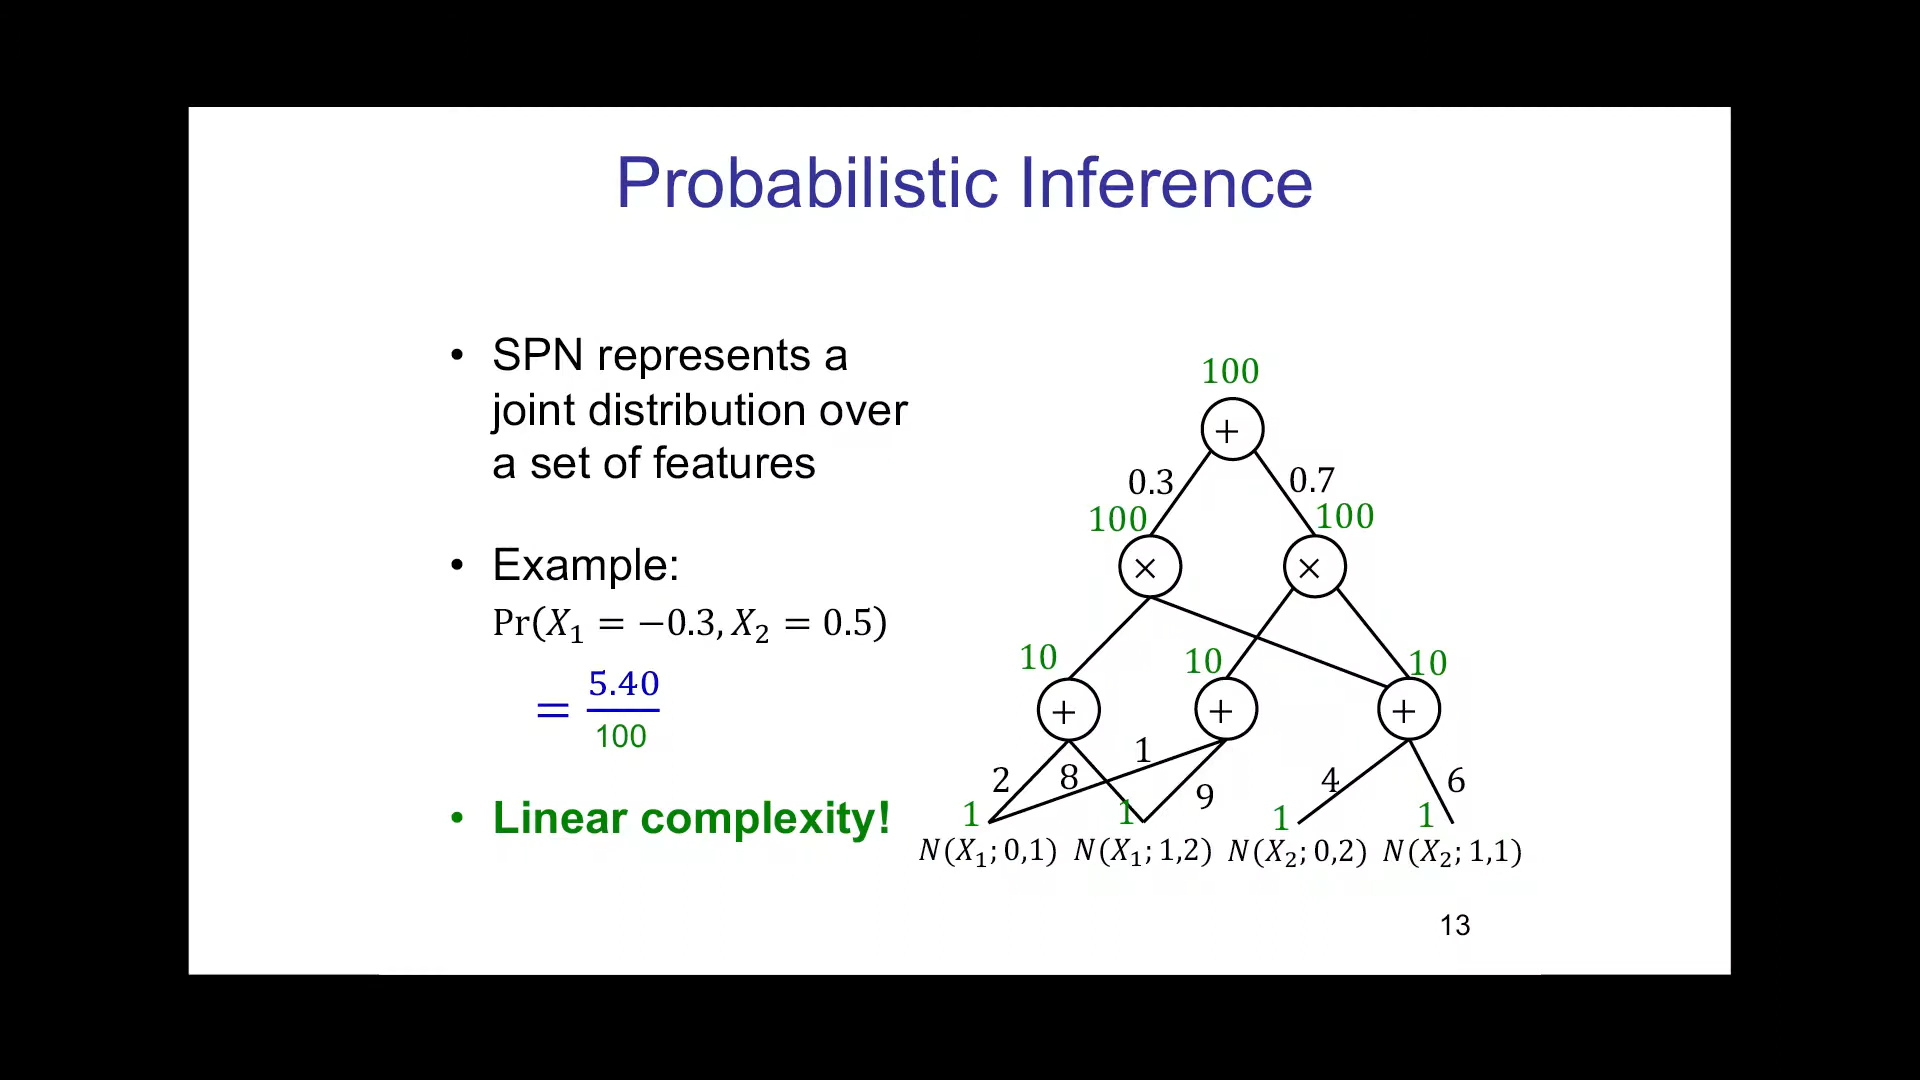 Probabilistic Inference
• SPN represents a
joint distribution over
a set of features
• Example:
Pr(X₁ = −0.3, X₂ = 0.5)
= 5.40
100
• Linear complexity!
100
+
0.3 0.7
100 100
× ×
10 10 10
+ + +
2 8 1 9 4 6
1 1 1 1
N(X₁; 0,1) N(X₁; 1,2) N(X₂; 0,2) N(X₂; 1,1)
13